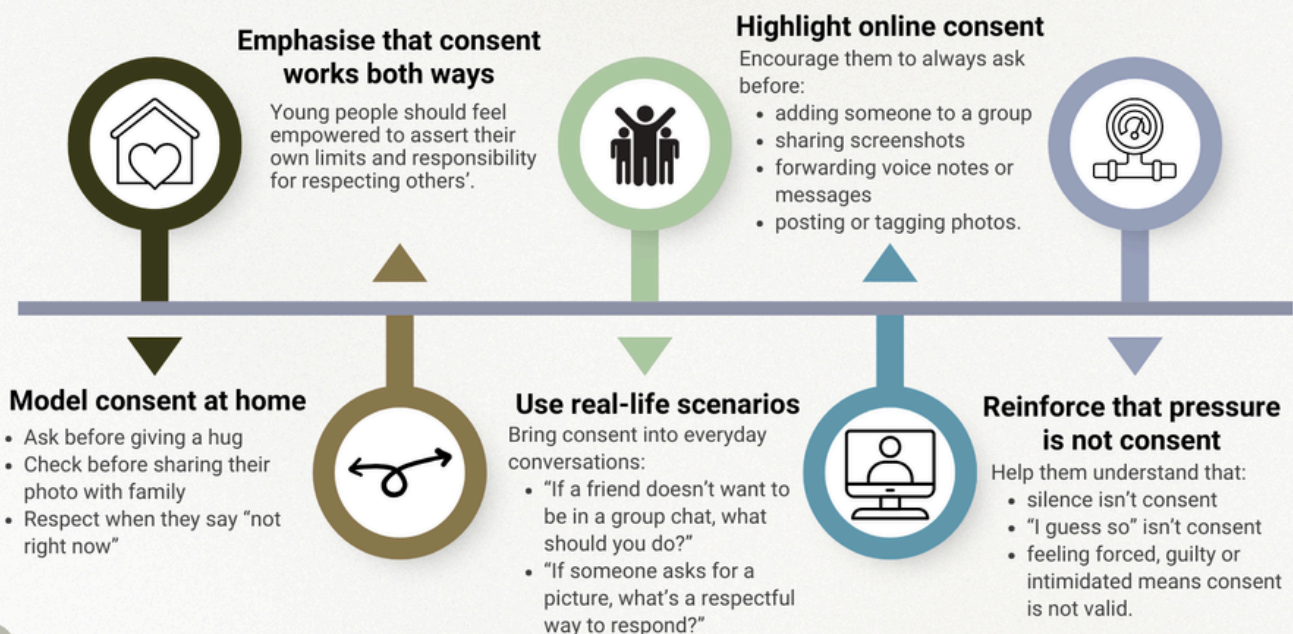 Model consent at home
• Ask before giving a hug
• Check before sharing their
photo with family
• Respect when they say “not
right now”
Emphasise that consent
works both ways
Young people should feel
empowered to assert their
own limits and responsibility
for respecting others’.
Use real-life scenarios
Bring consent into everyday
conversations:
• “If a friend doesn’t want to
be in a group chat, what
should you do?”
• “If someone asks for a
picture, what’s a respectful
way to respond?”
Highlight online consent
Encourage them to always ask
before:
• adding someone to a group
• sharing screenshots
• forwarding voice notes or
messages
• posting or tagging photos.
Reinforce that pressure
is not consent
Help them understand that:
• silence isn’t consent
• “I guess so” isn’t consent
• feeling forced, guilty or
intimidated means consent
is not valid.